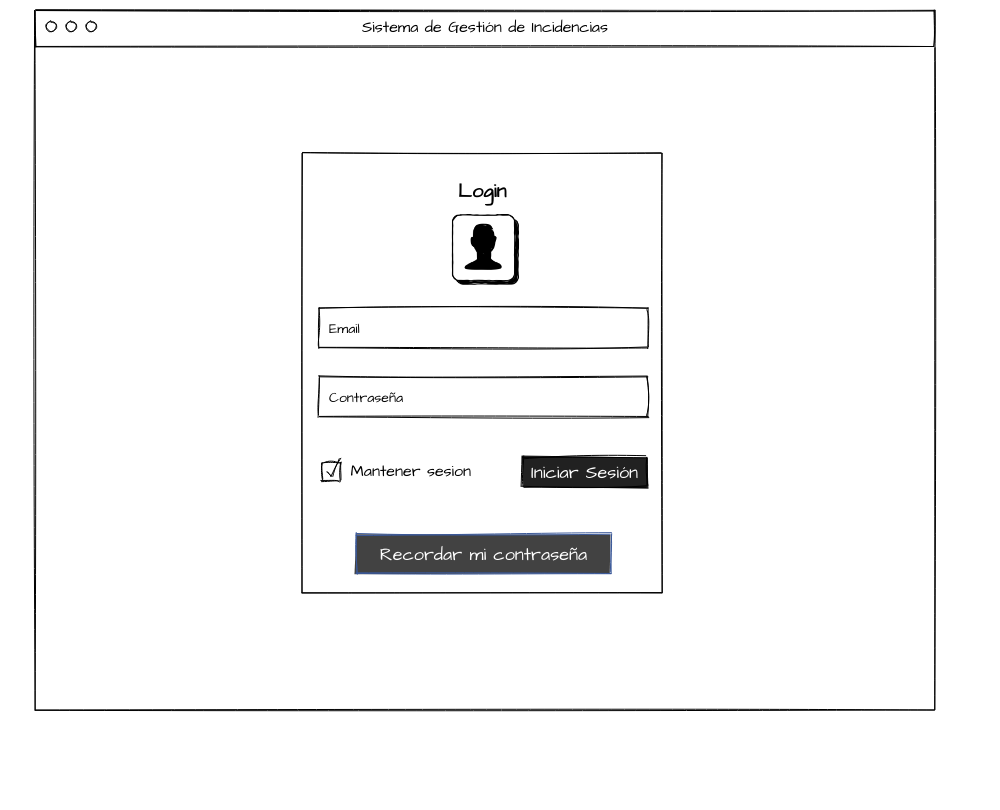 Sistema de Gestión de Incidencias
Login
Email
Contraseña
Mantener sesion
Iniciar Sesión
Recordar mi contraseña